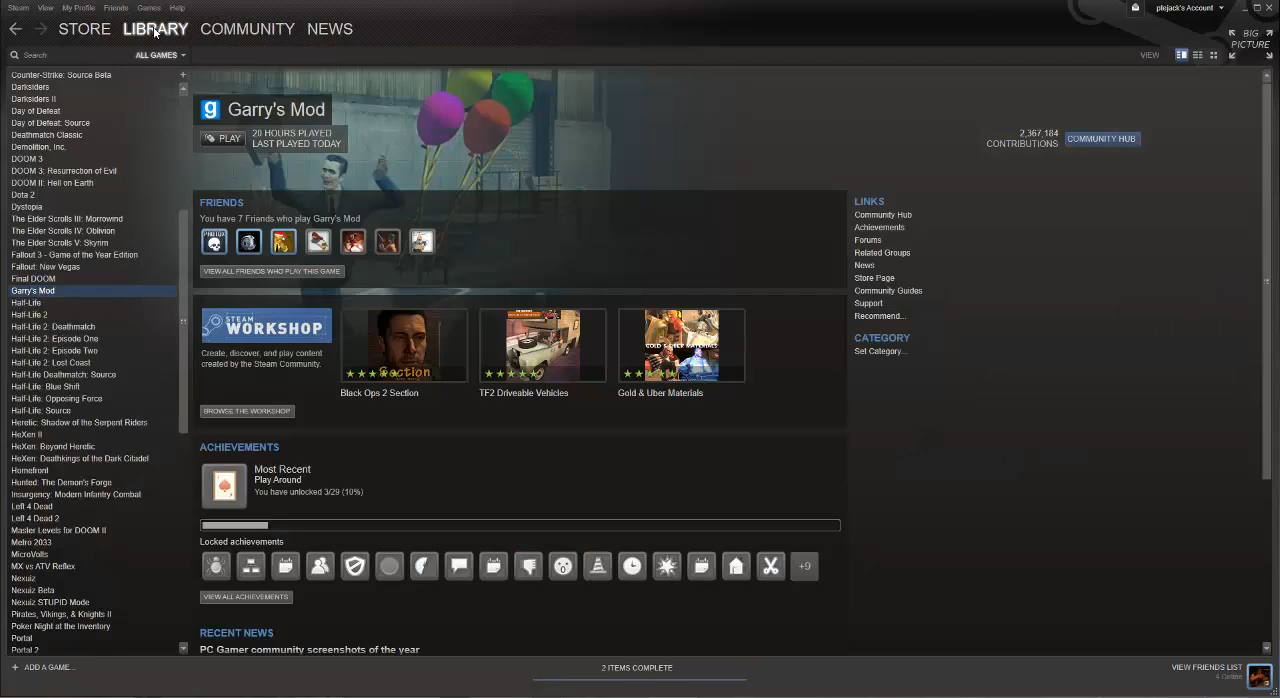 Steam View My Profile Friends Games Help
plejack's Account
STORE LIBRARY COMMUNITY NEWS
BIG PICTURE
Search
ALL GAMES
VIEW
Counter-Strike: Source Beta
Darksiders
Darksiders II
Day of Defeat
Day of Defeat: Source
Deathmatch Classic
Demolition, Inc.
DOOM 3
DOOM 3: Resurrection of Evil
DOOM II: Hell on Earth
Dota 2
Dystopia
The Elder Scrolls III: Morrowind
The Elder Scrolls IV: Oblivion
The Elder Scrolls V: Skyrim
Fallout 3 - Game of the Year Edition
Fallout: New Vegas
Final DOOM
Garry's Mod
Half-Life
Half-Life 2
Half-Life 2: Deathmatch
Half-Life 2: Episode One
Half-Life 2: Episode Two
Half-Life 2: Lost Coast
Half-Life Deathmatch: Source
Half-Life: Blue Shift
Half-Life: Opposing Force
Half-Life: Source
Heretic: Shadow of the Serpent Riders
HeXen II
HeXen: Beyond Heretic
HeXen: Deathkings of the Dark Citadel
Homefront
Hunted: The Demon's Forge
Insurgency: Modern Infantry Combat
Left 4 Dead
Left 4 Dead 2
Master Levels for DOOM II
Metro 2033
MicroVolts
MX vs ATV Reflex
Nexuiz
Nexuiz Beta
Nexuiz STUPID Mode
Pirates, Vikings, & Knights II
Poker Night at the Inventory
Portal
Portal 2
+ ADD A GAME...
g Garry's Mod
PLAY
20 HOURS PLAYED
LAST PLAYED TODAY
2,367,184
CONTRIBUTIONS
COMMUNITY HUB
FRIENDS
You have 7 Friends who play Garry's Mod
VIEW ALL FRIENDS WHO PLAY THIS GAME
STEAM
WORKSHOP
Create, discover, and play content
created by the Steam Community.
BROWSE THE WORKSHOP
Section
Black Ops 2 Section
TF2 Driveable Vehicles
GOLD & UBER MATERIALS
Gold & Uber Materials
ACHIEVEMENTS
Most Recent
Play Around
You have unlocked 3/29 (10%)
Locked achievements
+9
VIEW ALL ACHIEVEMENTS
RECENT NEWS
PC Gamer community screenshots of the year
LINKS
Community Hub
Achievements
Forums
Related Groups
News
Store Page
Community Guides
Support
Recommend...
CATEGORY
Set Category...
2 ITEMS COMPLETE
VIEW FRIENDS LIST
4 Online